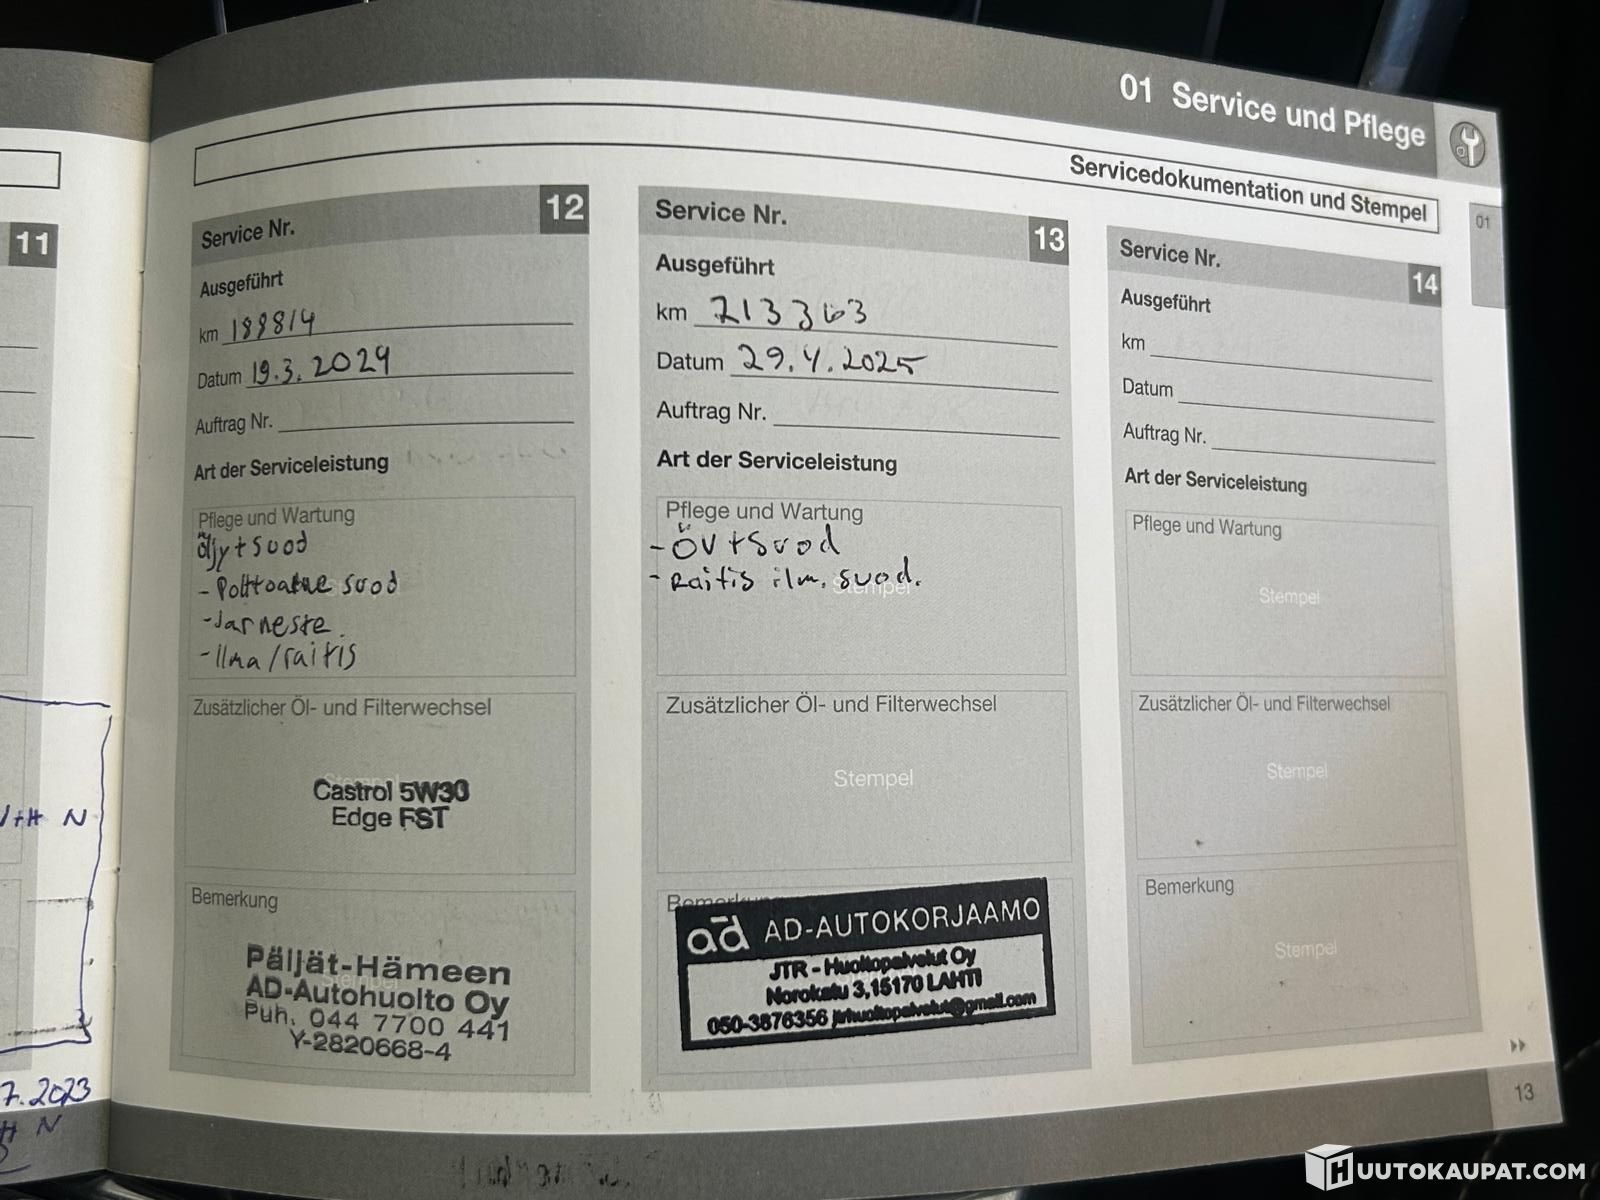 01 Service und Pflege
Servicedokumentation und Stempel
01
11
V+H N
7.2023
H N
Service Nr. 12
Ausgeführt
km 188814
Datum 19.3.2024
Auftrag Nr.
Art der Serviceleistung
Pflege und Wartung
öljy+suod
- Polttoaine suod
- Jarneste
- Ilma/raitis
Zusätzlicher Öl- und Filterwechsel
Stempel
Castrol 5W30
Edge FST
Bemerkung
Stempel
Päijät-Hämeen
AD-Autohuolto Oy
Puh. 044 7700 441
Y-2820668-4
Service Nr. 13
Ausgeführt
km 213363
Datum 29.4.2025
Auftrag Nr.
Art der Serviceleistung
Pflege und Wartung
- ÖV+suod
- Raitis ilm. suod.
Stempel
Zusätzlicher Öl- und Filterwechsel
Stempel
Bemerkung
ad AD-AUTOKORJAAMO
JTR - Huoltopalvelut Oy
Norokatu 3, 15170 LAHTI
050-3876356 jtrhuoltopalvelut@gmail.com
Service Nr. 14
Ausgeführt
km
Datum
Auftrag Nr.
Art der Serviceleistung
Pflege und Wartung
Stempel
Zusätzlicher Öl- und Filterwechsel
Stempel
Bemerkung
Stempel
13
HUUTOKAUPAT.COM